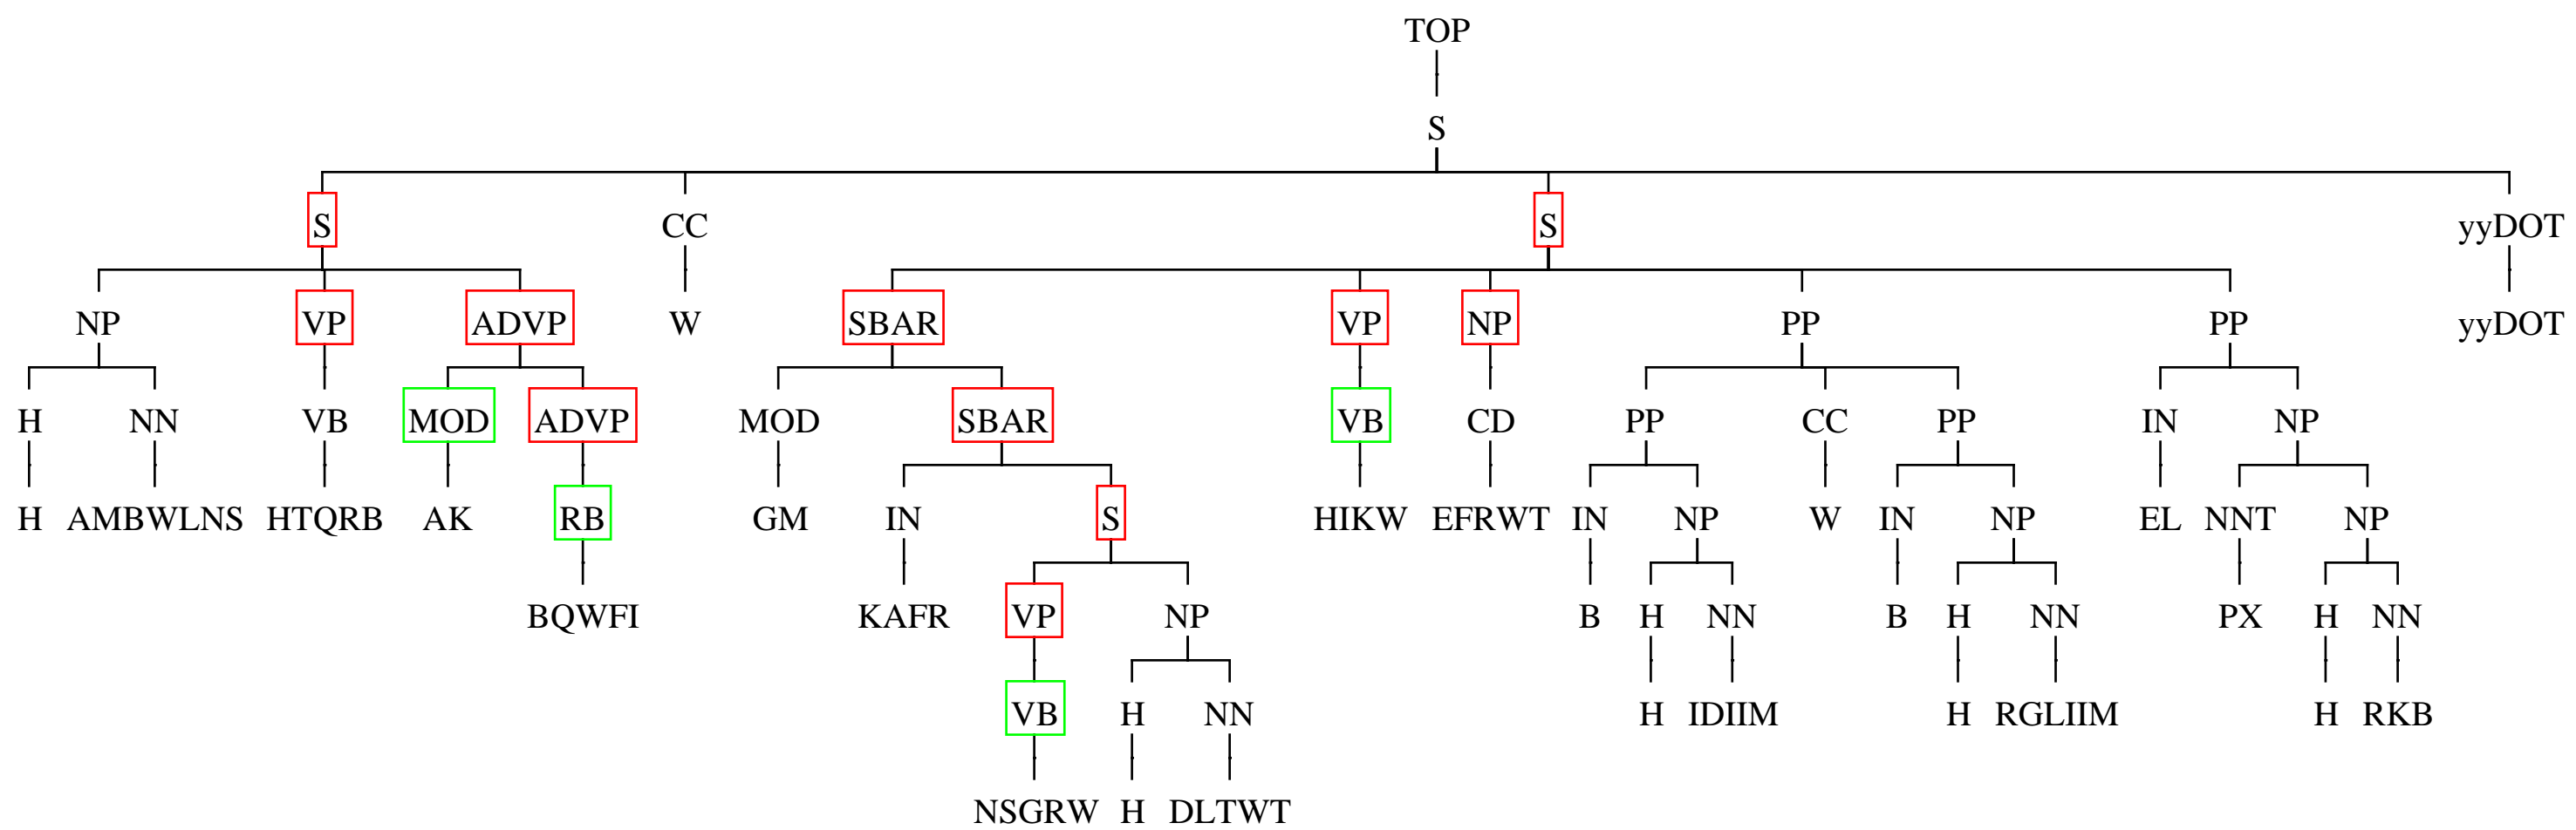 TOP
S
S CC S yyDOT
NP VP ADVP W SBAR VP NP PP PP yyDOT
H NN VB MOD ADVP MOD SBAR VB CD PP CC PP IN NP
H AMBWLNS HTQRB AK RB GM IN S HIKW EFRWT IN NP W IN NP EL NNT NP
BQWFI KAFR VP NP B H NN B H NN PX H NN
VB H NN H IDIIM H RGLIIM H RKB
NSGRW H DLTWT